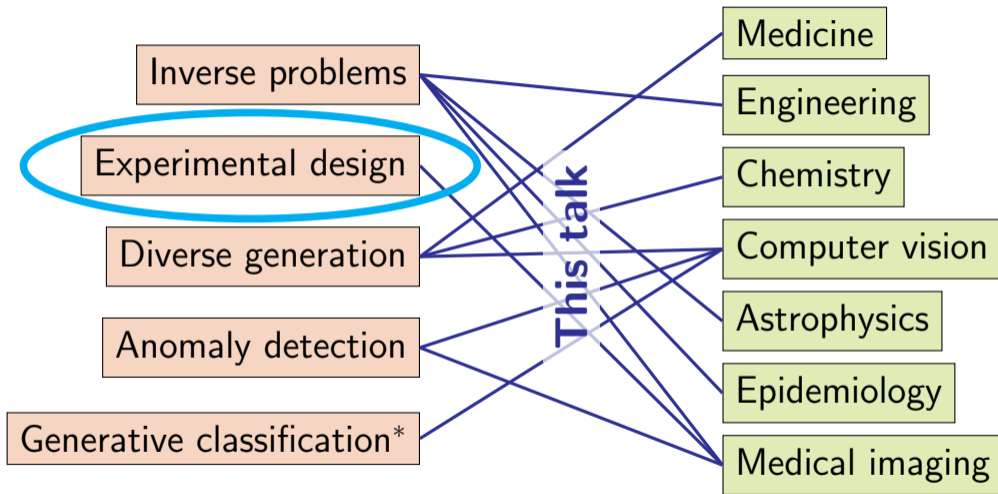 Inverse problems
Experimental design
Diverse generation
Anomaly detection
Generative classification*
This talk
Medicine
Engineering
Chemistry
Computer vision
Astrophysics
Epidemiology
Medical imaging